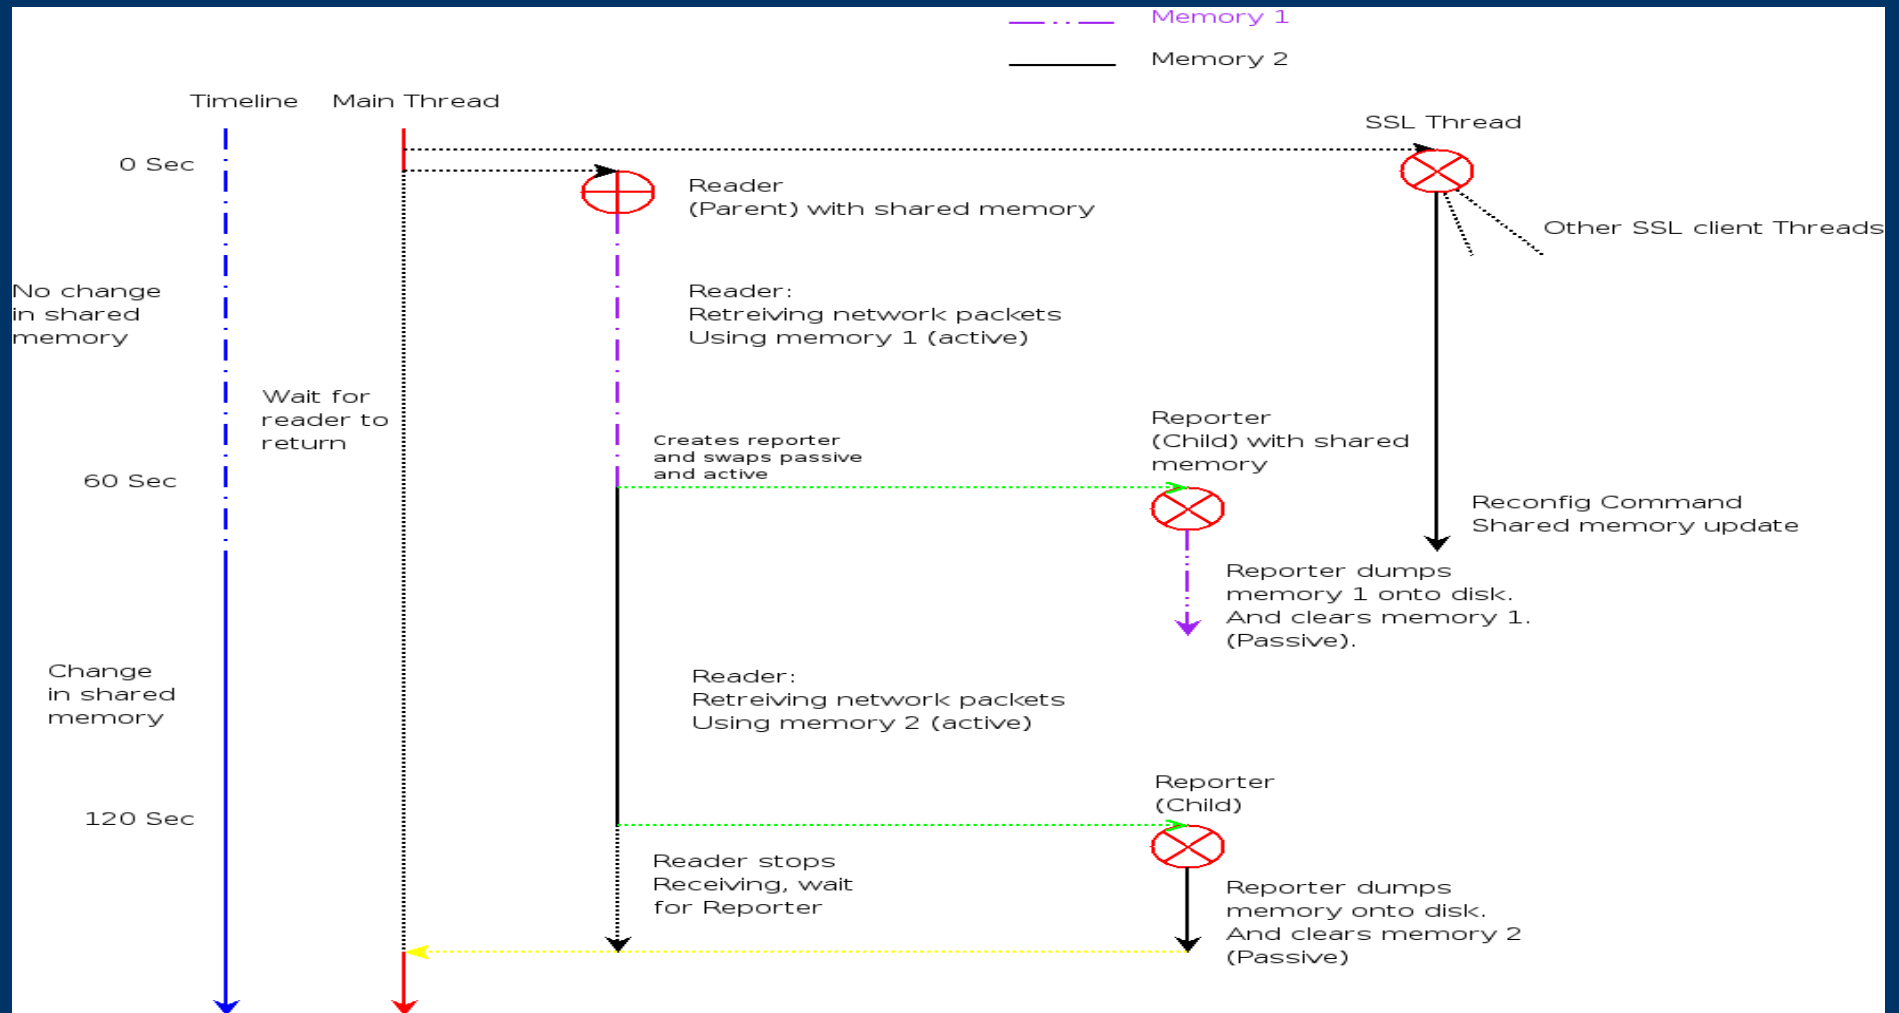 Memory 1
Memory 2
Timeline
Main Thread
SSL Thread
0 Sec
Reader
(Parent) with shared memory
Other SSL client Threads
No change
in shared
memory
Reader:
Retreiving network packets
Using memory 1 (active)
Wait for
reader to
return
Creates reporter
and swaps passive
and active
Reporter
(Child) with shared
memory
60 Sec
Reconfig Command
Shared memory update
Reporter dumps
memory 1 onto disk.
And clears memory 1.
(Passive).
Change
in shared
memory
Reader:
Retreiving network packets
Using memory 2 (active)
Reporter
(Child)
120 Sec
Reader stops
Receiving, wait
for Reporter
Reporter dumps
memory onto disk.
And clears memory 2
(Passive)